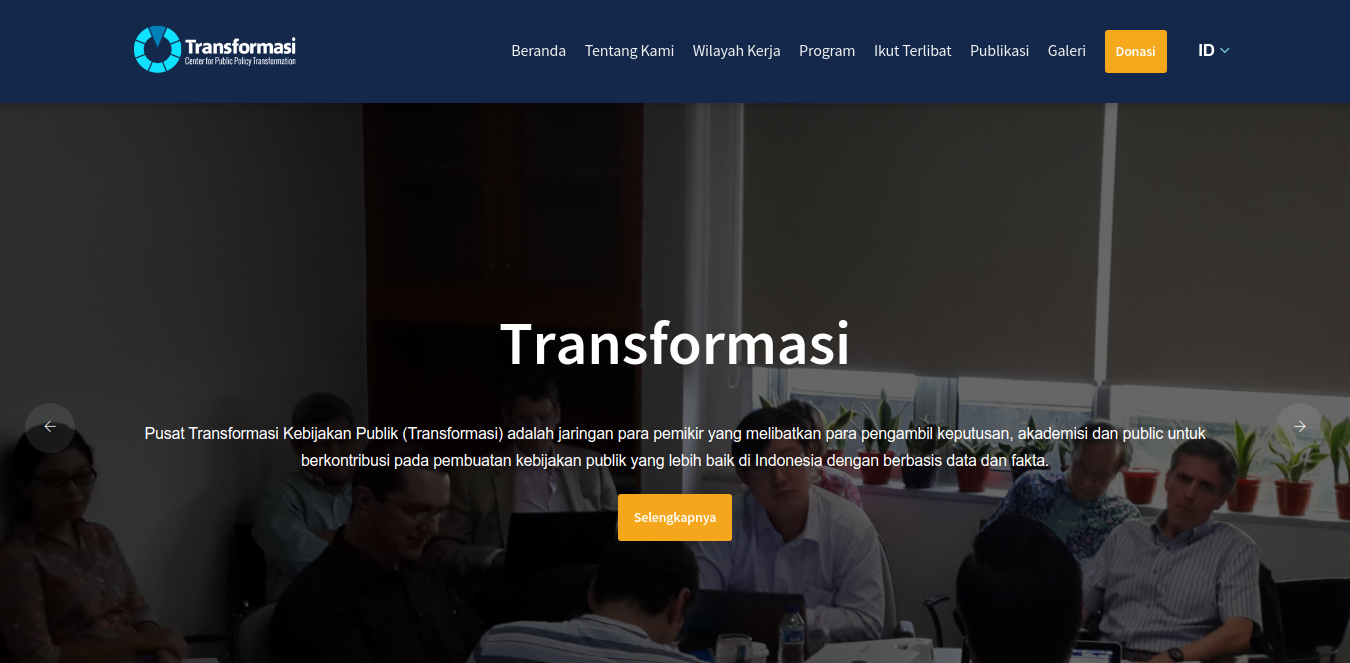 Transformasi
Center for Public Policy Transformation
Beranda Tentang Kami Wilayah Kerja Program Ikut Terlibat Publikasi Galeri Donasi ID
Transformasi
Pusat Transformasi Kebijakan Publik (Transformasi) adalah jaringan para pemikir yang melibatkan para pengambil keputusan, akademisi dan public untuk
berkontribusi pada pembuatan kebijakan publik yang lebih baik di Indonesia dengan berbasis data dan fakta.
Selengkapnya